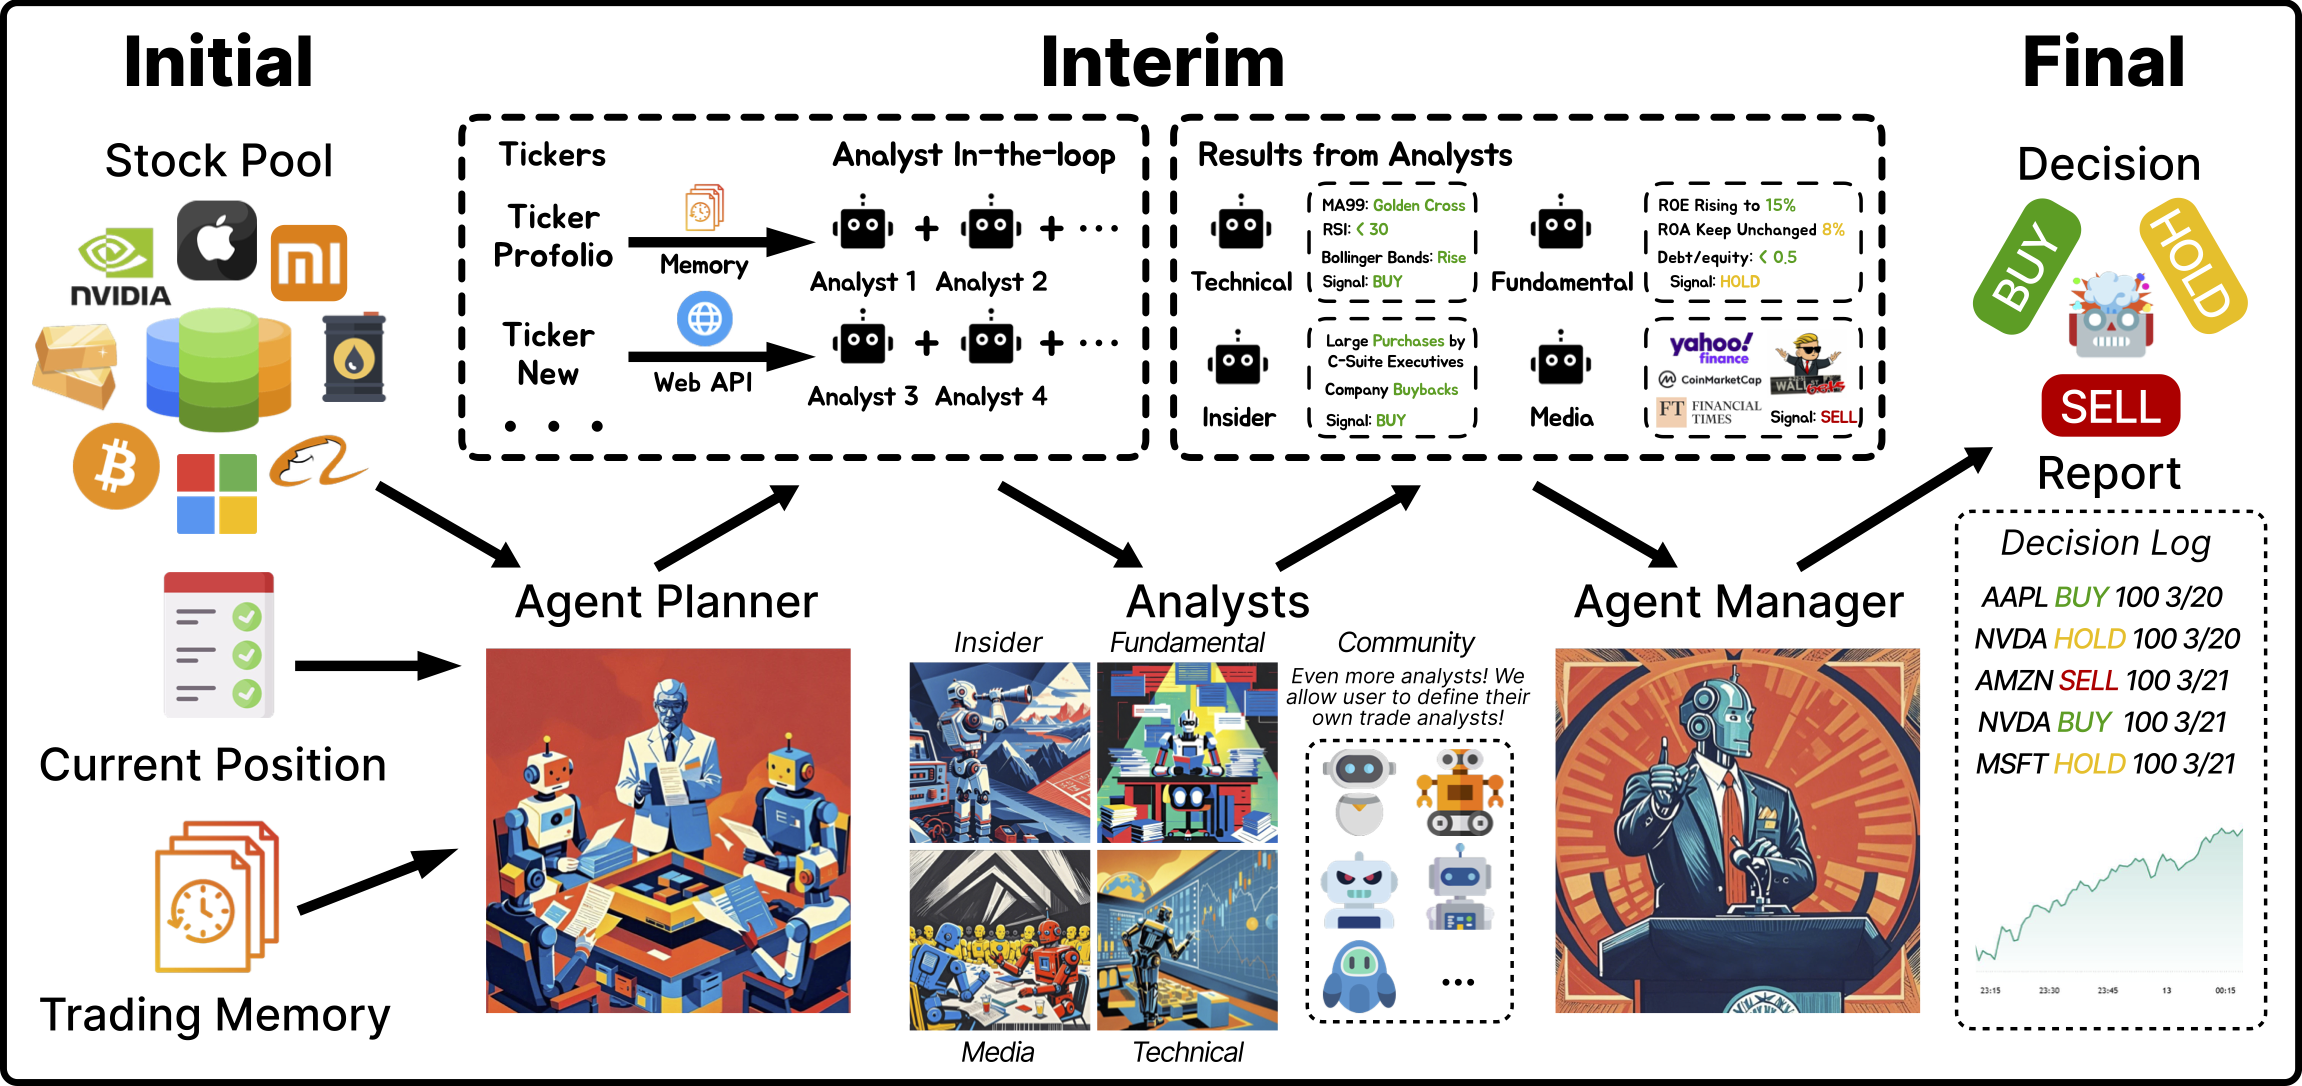 Initial
Interim
Final
Stock Pool
NVIDIA
Current Position
Trading Memory
Tickers
Analyst In-the-loop
Ticker
Profolio
Memory
Analyst 1
Analyst 2
Ticker
New
Web API
Analyst 3
Analyst 4
Results from Analysts
Technical
MA99: Golden Cross
RSI: < 30
Bollinger Bands: Rise
Signal: BUY
Fundamental
ROE Rising to 15%
ROA Keep Unchanged 8%
Debt/equity: < 0.5
Signal: HOLD
Insider
Large Purchases by
C-Suite Executives
Company Buybacks
Signal: BUY
Media
yahoo!
finance
CoinMarketCap
WALL ST bets
FT FINANCIAL
TIMES
Signal: SELL
Agent Planner
Analysts
Insider
Fundamental
Media
Technical
Community
Even more analysts! We
allow user to define their
own trade analysts!
Agent Manager
Decision
BUY
HOLD
SELL
Report
Decision Log
AAPL BUY 100 3/20
NVDA HOLD 100 3/20
AMZN SELL 100 3/21
NVDA BUY 100 3/21
MSFT HOLD 100 3/21
23:15 23:30 23:45 13 00:15